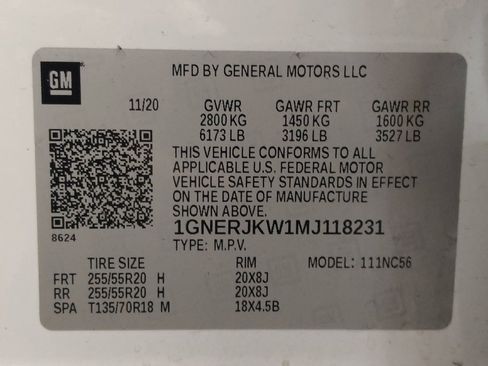 GM
MFD BY GENERAL MOTORS LLC
11/20 GVWR GAWR FRT GAWR RR
2800 KG 1450 KG 1600 KG
6173 LB 3196 LB 3527 LB
THIS VEHICLE CONFORMS TO ALL
APPLICABLE U.S. FEDERAL MOTOR
VEHICLE SAFETY STANDARDS IN EFFECT
ON THE DATE OF MANUFACTURE
SHOWN ABOVE.
1GNERJKW1MJ118231
8624
TYPE: M.P.V.
TIRE SIZE RIM MODEL: 111NC56
FRT 255/55R20 H 20X8J
RR 255/55R20 H 20X8J
SPA T135/70R18 M 18X4.5B